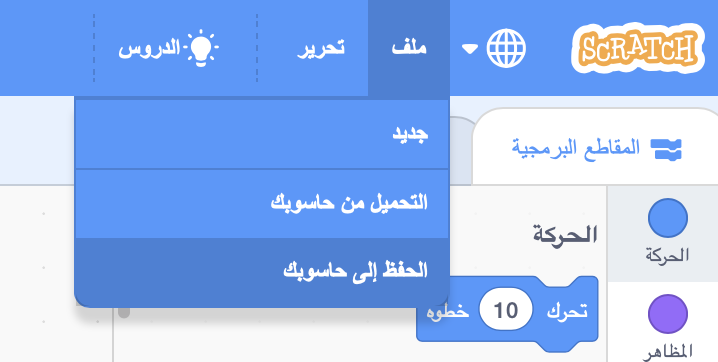 SCRATCH
ملف
تحرير
الدروس
جديد
التحميل من حاسوبك
الحفظ إلى حاسوبك
المقاطع البرمجية
الحركة
المظاهر
الحركة
تحرك 10 خطوه